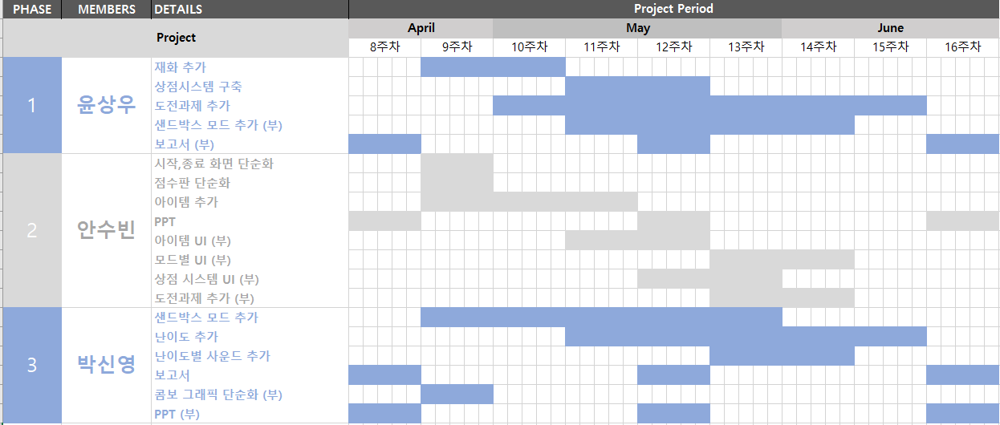 PHASE MEMBERS DETAILS Project Period
Project April May June
8주차 9주차 10주차 11주차 12주차 13주차 14주차 15주차 16주차
1 윤상우
재화 추가
상점시스템 구축
도전과제 추가
샌드박스 모드 추가 (부)
보고서 (부)
2 안수빈
시작,종료 화면 단순화
점수판 단순화
아이템 추가
PPT
아이템 UI (부)
모드별 UI (부)
상점 시스템 UI (부)
도전과제 추가 (부)
3 박신영
샌드박스 모드 추가
난이도 추가
난이도별 사운드 추가
보고서
콤보 그래픽 단순화 (부)
PPT (부)